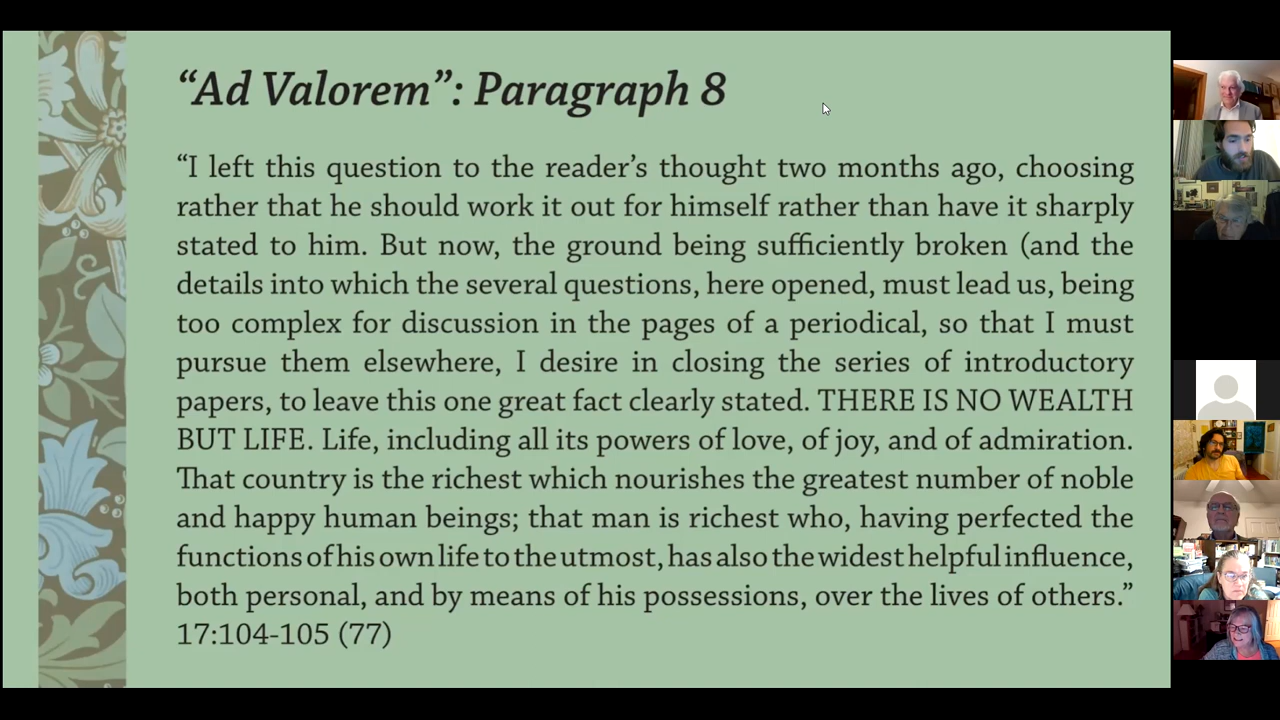 “Ad Valorem”: Paragraph 8
“I left this question to the reader’s thought two months ago, choosing
rather that he should work it out for himself rather than have it sharply
stated to him. But now, the ground being sufficiently broken (and the
details into which the several questions, here opened, must lead us, being
too complex for discussion in the pages of a periodical, so that I must
pursue them elsewhere, I desire in closing the series of introductory
papers, to leave this one great fact clearly stated. THERE IS NO WEALTH
BUT LIFE. Life, including all its powers of love, of joy, and of admiration.
That country is the richest which nourishes the greatest number of noble
and happy human beings; that man is richest who, having perfected the
functions of his own life to the utmost, has also the widest helpful influence,
both personal, and by means of his possessions, over the lives of others.”
17:104-105 (77)